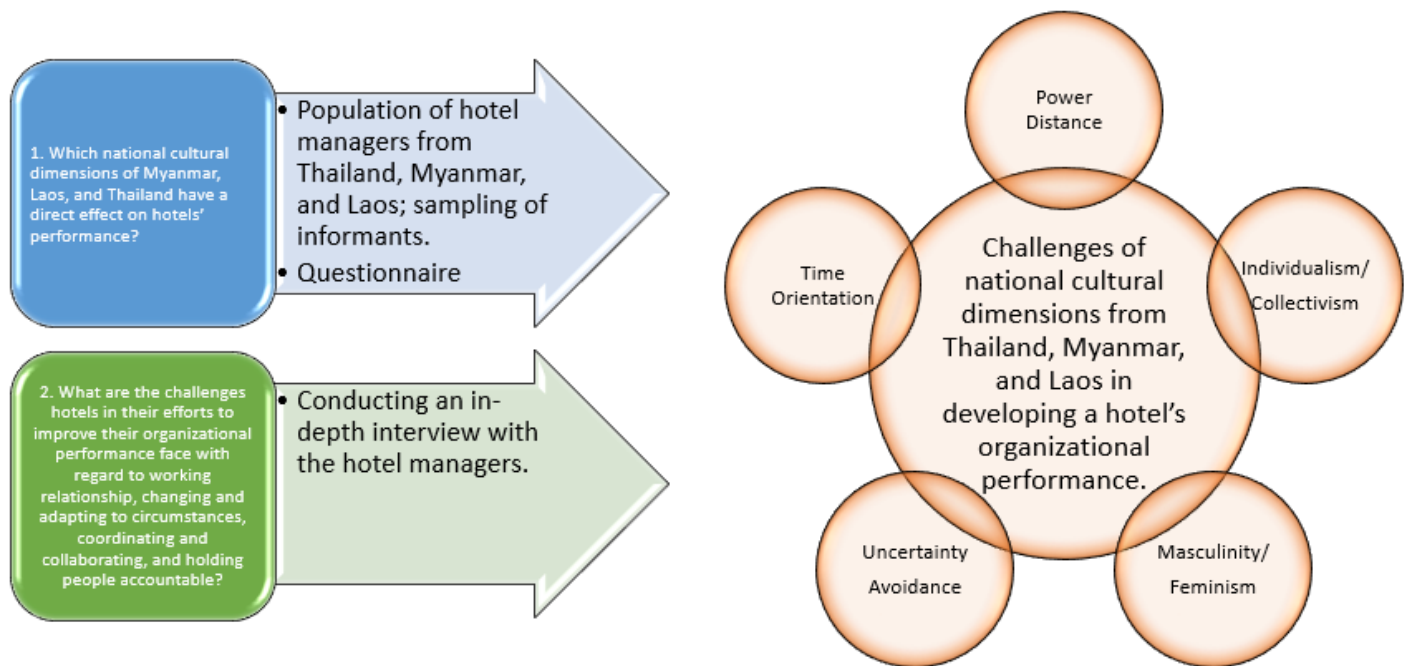 1. Which national cultural
dimensions of Myanmar,
Laos, and Thailand have a
direct effect on hotels'
performance?
• Population of hotel
managers from
Thailand, Myanmar,
and Laos; sampling of
informants.
• Questionnaire
2. What are the challenges
hotels in their efforts to
improve their organizational
performance face with
regard to working
relationship, changing and
adapting to circumstances,
coordinating and
collaborating, and holding
people accountable?
• Conducting an in-
depth interview with
the hotel managers.
Power
Distance
Time
Orientation
Individualism/
Collectivism
Challenges of
national cultural
dimensions from
Thailand, Myanmar,
and Laos in
developing a hotel's
organizational
performance.
Uncertainty
Avoidance
Masculinity/
Feminism